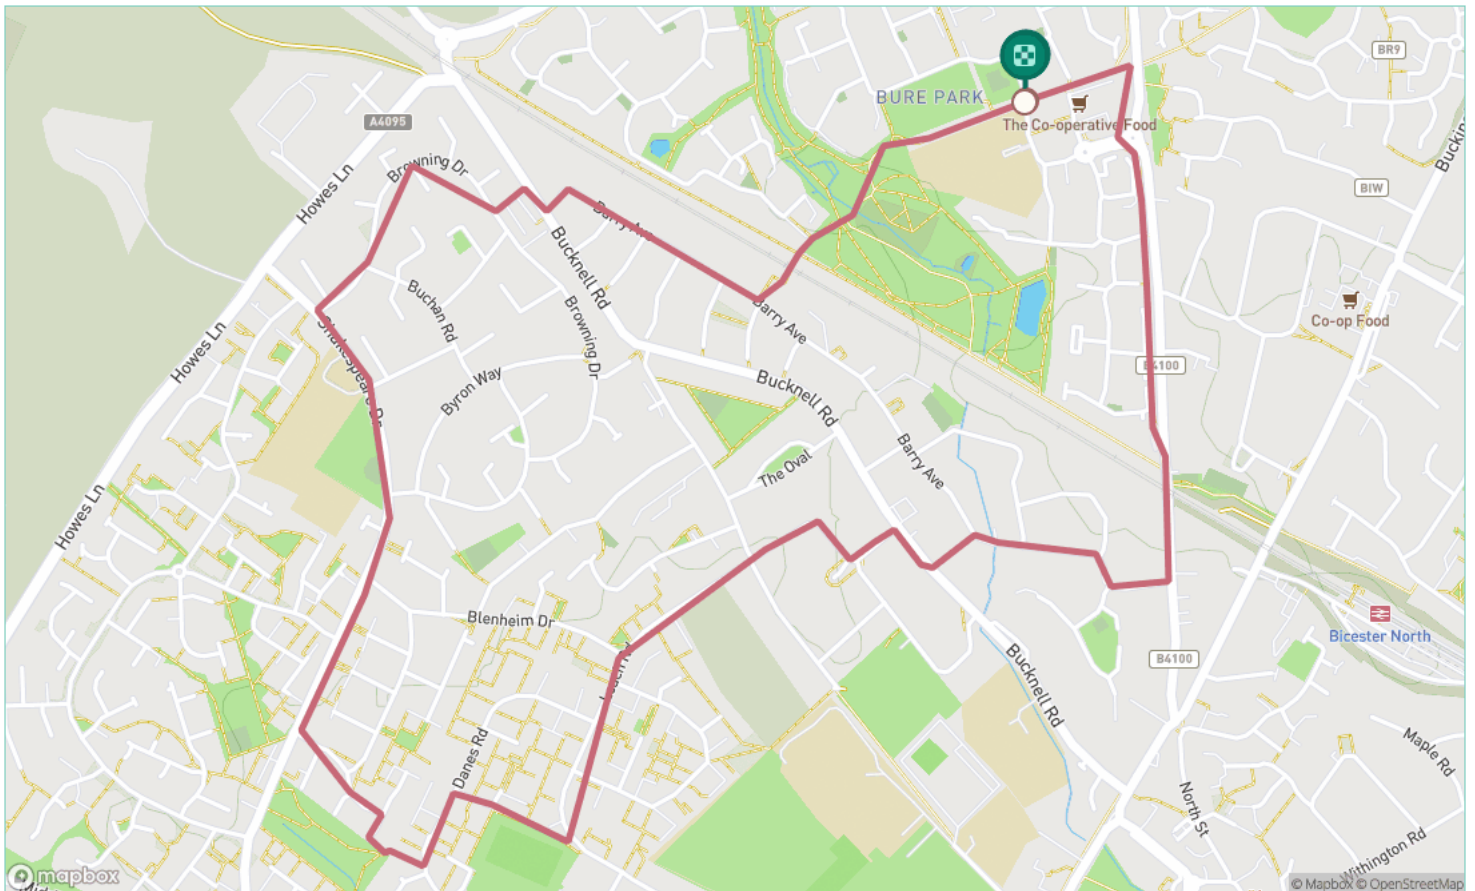 BR9
BURE PARK
The Co-operative Food
A4095
Browning Dr
Howes Ln
BIW
Barry Ave
Bucknell Rd
Buchan Rd
Browning Dr
Barry Ave
Co-op Food
Howes Ln
Shakespeare Dr
B4100
Byron Way
Bucknell Rd
The Oval
Barry Ave
Howes Ln
Blenheim Dr
Bicester North
B4100
Bucknell Rd
Danes Rd
Maple Rd
North St
Withington Rd
mapbox
© Mapbox © OpenStreetMap